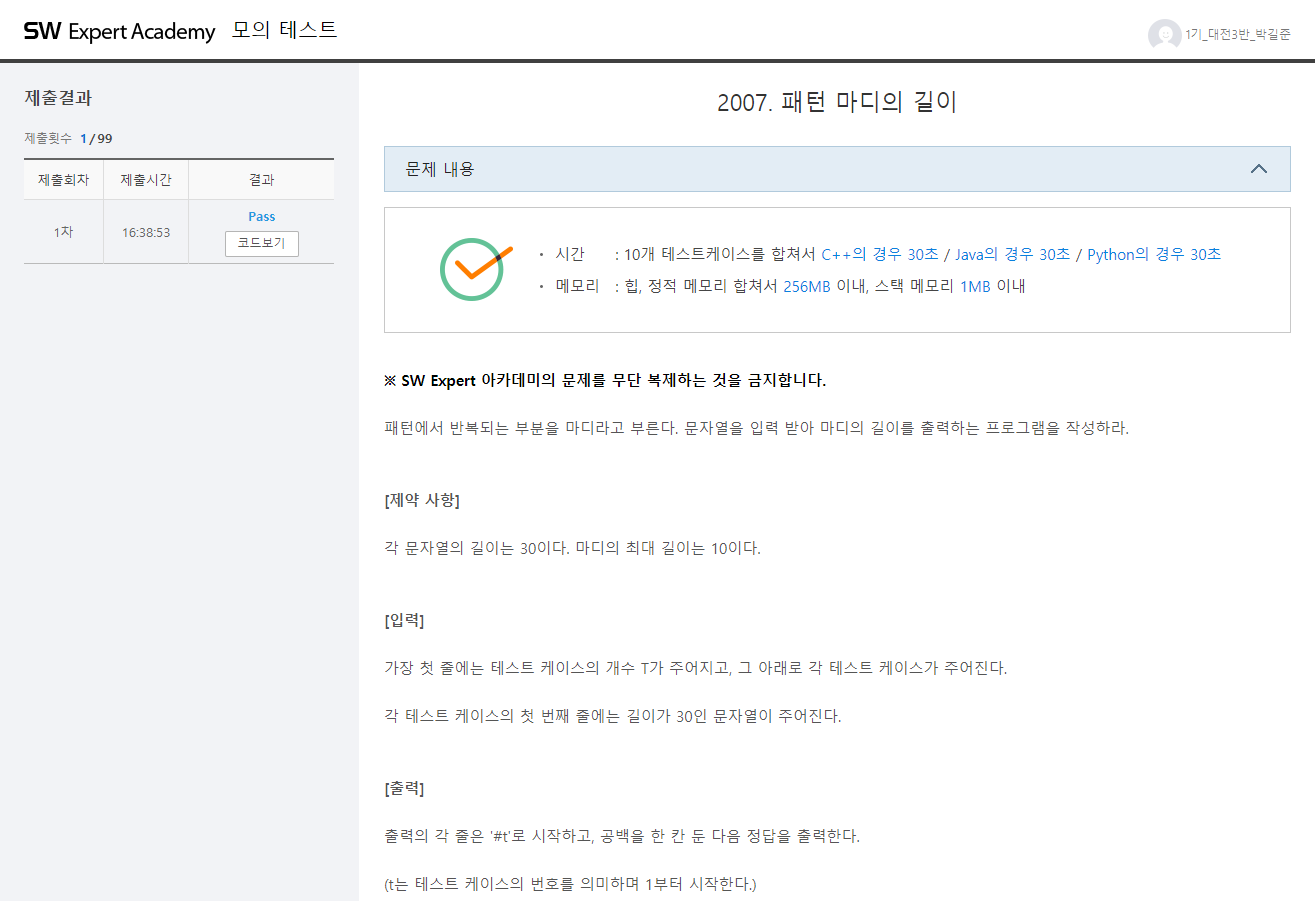 SW Expert Academy 모의 테스트
1기_대전3반_박길준
제출결과
제출횟수 1 / 99
제출회차 제출시간 결과
1차 16:38:53 Pass
코드보기
2007. 패턴 마디의 길이
문제 내용
· 시간 : 10개 테스트케이스를 합쳐서 C++의 경우 30초 / Java의 경우 30초 / Python의 경우 30초
· 메모리 : 힙, 정적 메모리 합쳐서 256MB 이내, 스택 메모리 1MB 이내
※ SW Expert 아카데미의 문제를 무단 복제하는 것을 금지합니다.
패턴에서 반복되는 부분을 마디라고 부른다. 문자열을 입력 받아 마디의 길이를 출력하는 프로그램을 작성하라.
[제약 사항]
각 문자열의 길이는 30이다. 마디의 최대 길이는 10이다.
[입력]
가장 첫 줄에는 테스트 케이스의 개수 T가 주어지고, 그 아래로 각 테스트 케이스가 주어진다.
각 테스트 케이스의 첫 번째 줄에는 길이가 30인 문자열이 주어진다.
[출력]
출력의 각 줄은 '#t'로 시작하고, 공백을 한 칸 둔 다음 정답을 출력한다.
(t는 테스트 케이스의 번호를 의미하며 1부터 시작한다.)